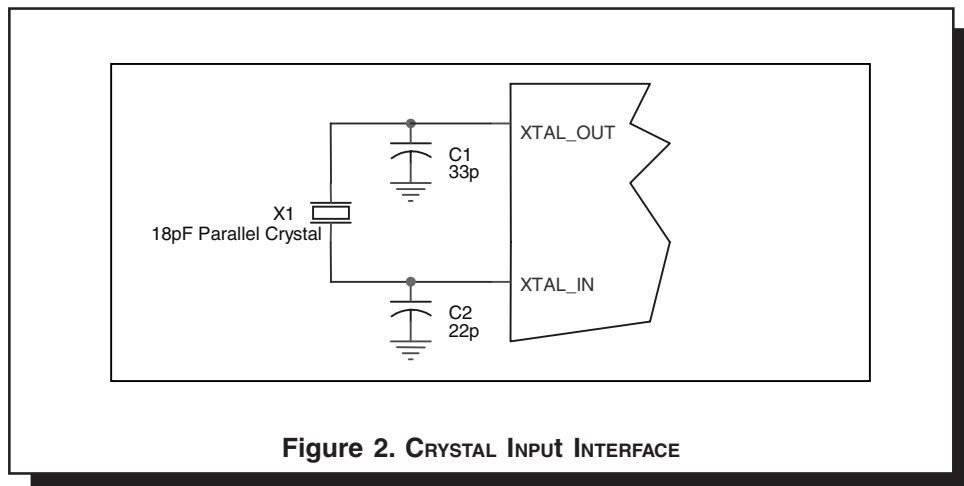 XTAL_OUT
C1
33p
X1
18pF Parallel Crystal
XTAL_IN
C2
22p
Figure 2. CRYSTAL INPUt INTERFACE